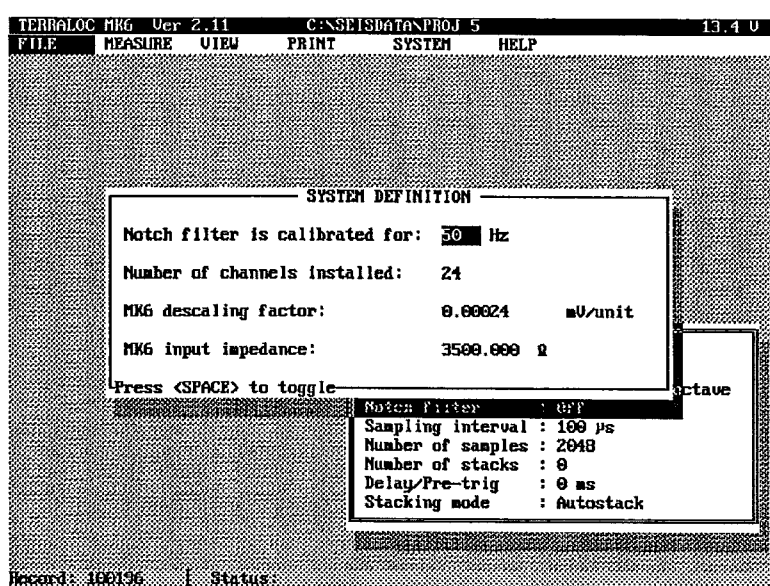 TERRALOC MK6 Ver 2.11 C:\SEISDATA\PROJ 5 13.4 V
FILE MEASURE VIEW PRINT SYSTEM HELP
SYSTEM DEFINITION
Notch filter is calibrated for: 50 Hz
Number of channels installed: 24
MK6 descaling factor: 0.00024 mV/unit
MK6 input impedance: 3500.000 Ω
Press <SPACE> to toggle
octave
Notch Filter : Off
Sampling interval : 100 µs
Number of samples : 2048
Number of stacks : 0
Delay/Pre-trig : 0 ms
Stacking mode : Autostack
Record: 100196 [ Status: